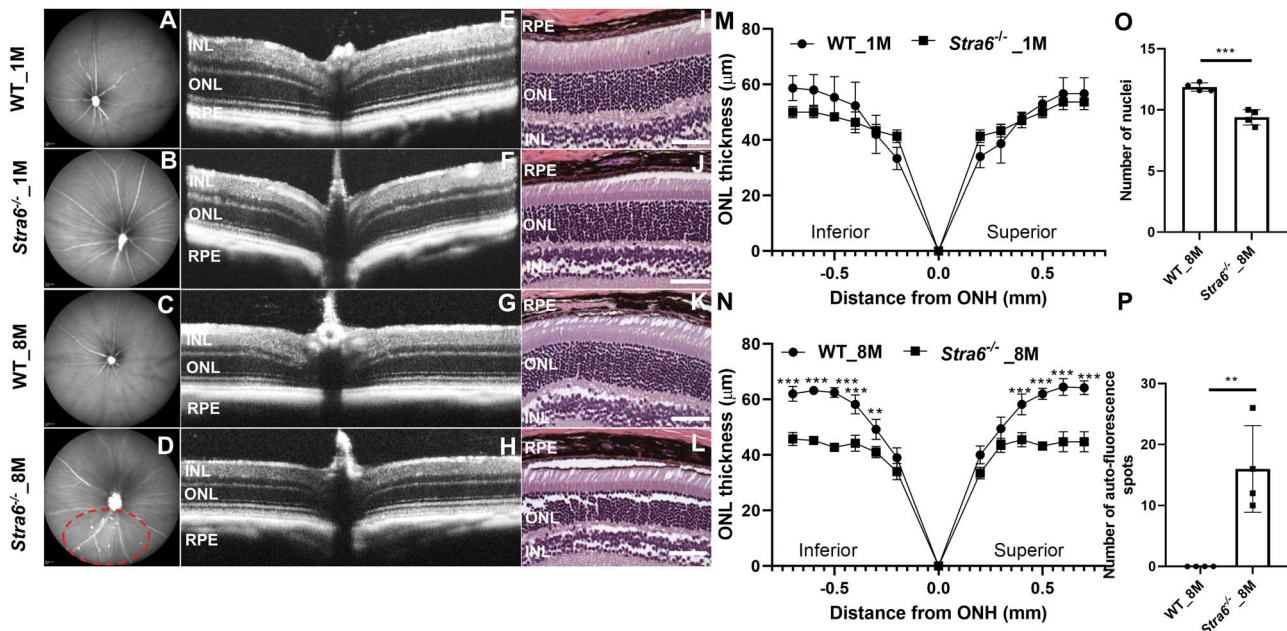 WT_1M
A
INL
ONL
RPE
E
RPE
ONL
INL
I
Stra6-/-_1M
B
INL
ONL
RPE
F
RPE
ONL
INL
J
WT_8M
C
INL
ONL
RPE
G
RPE
ONL
INL
K
Stra6-/-_8M
D
INL
ONL
RPE
H
RPE
ONL
INL
L
M
WT_1M
Stra6-/-_1M
ONL thickness (μm)
80
60
40
20
0
Inferior
Superior
-0.5
0.0
0.5
Distance from ONH (mm)
N
WT_8M
Stra6-/-_8M
ONL thickness (μm)
80
60
40
20
0
*** *** *** *** **
*** *** *** ***
Inferior
Superior
-0.5
0.0
0.5
Distance from ONH (mm)
O
***
Number of nuclei
15
10
5
0
WT_8M
Stra6-/-_8M
P
**
Number of auto-fluorescence
spots
30
20
10
0
WT_8M
Stra6-/-_8M